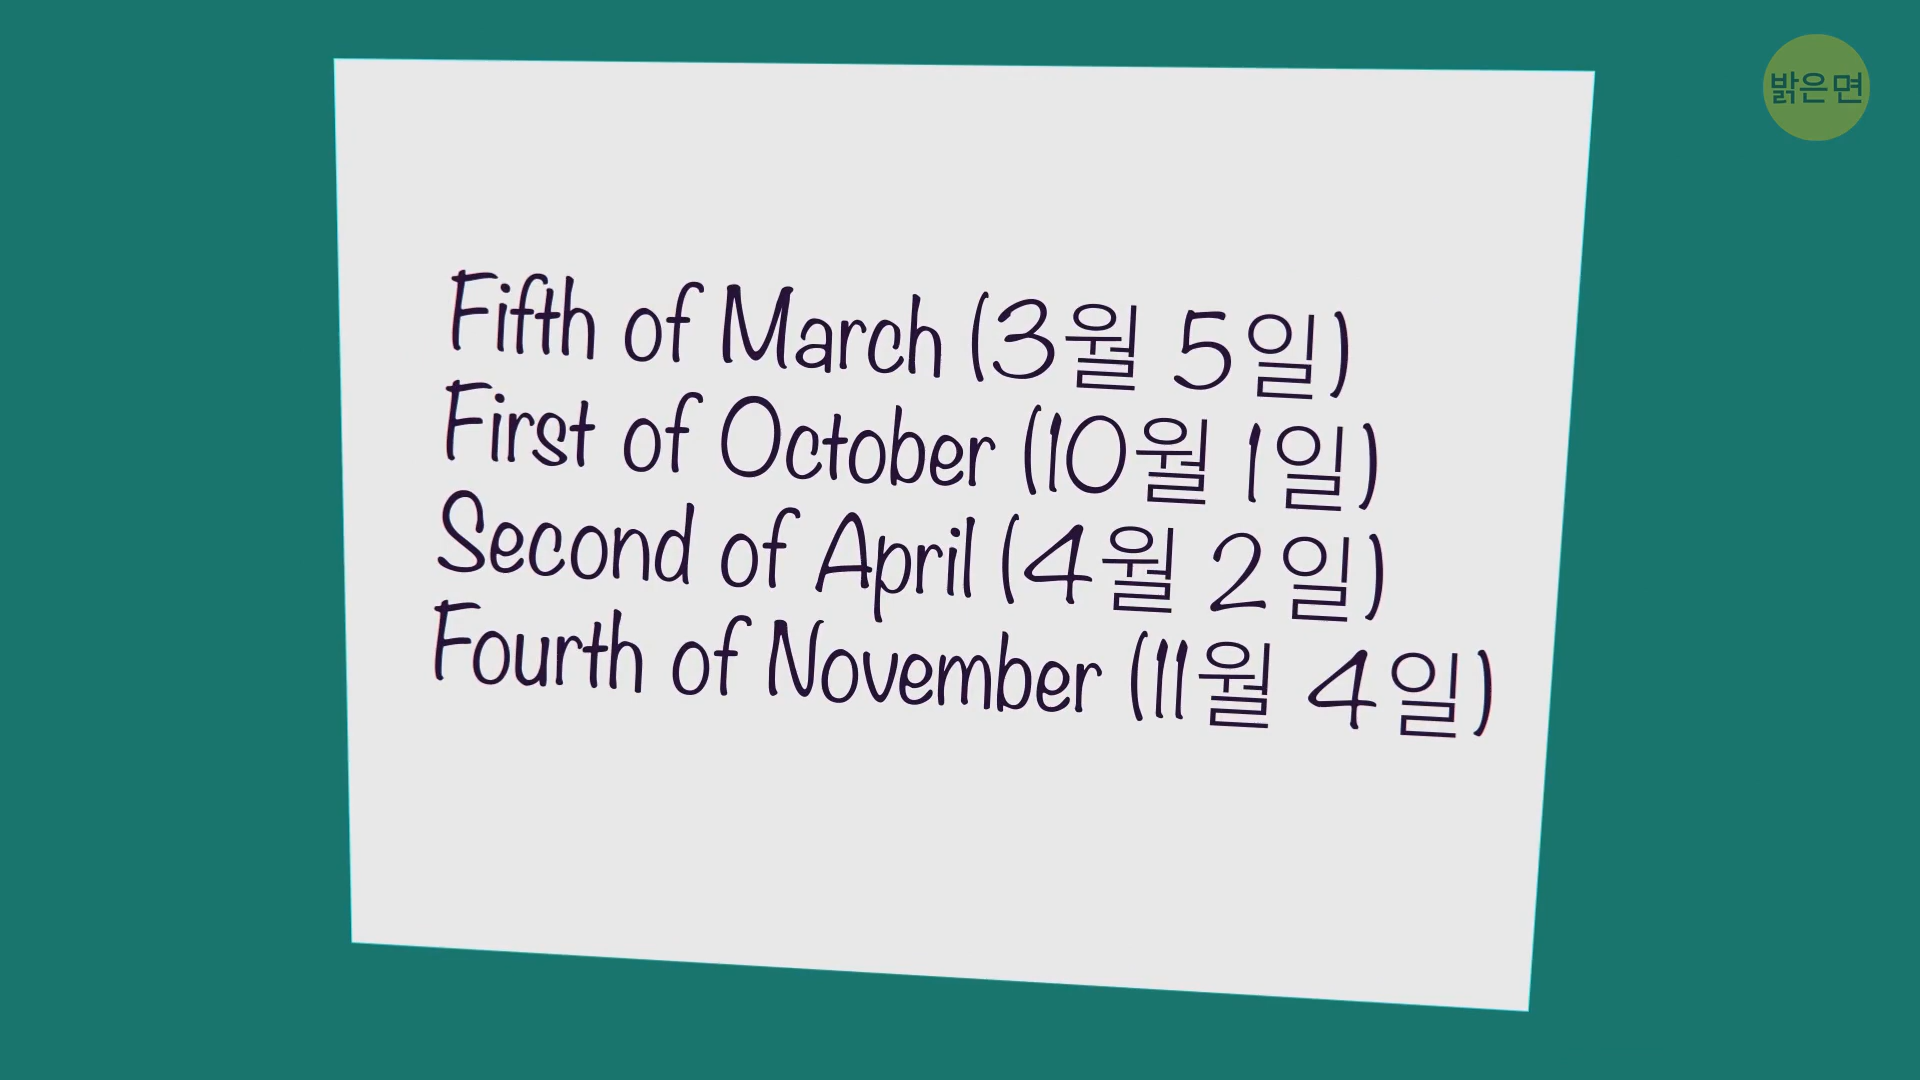 밝은면
Fifth of March (3월 5일)
First of October (10월 1일)
Second of April (4월 2일)
Fourth of November (11월 4일)